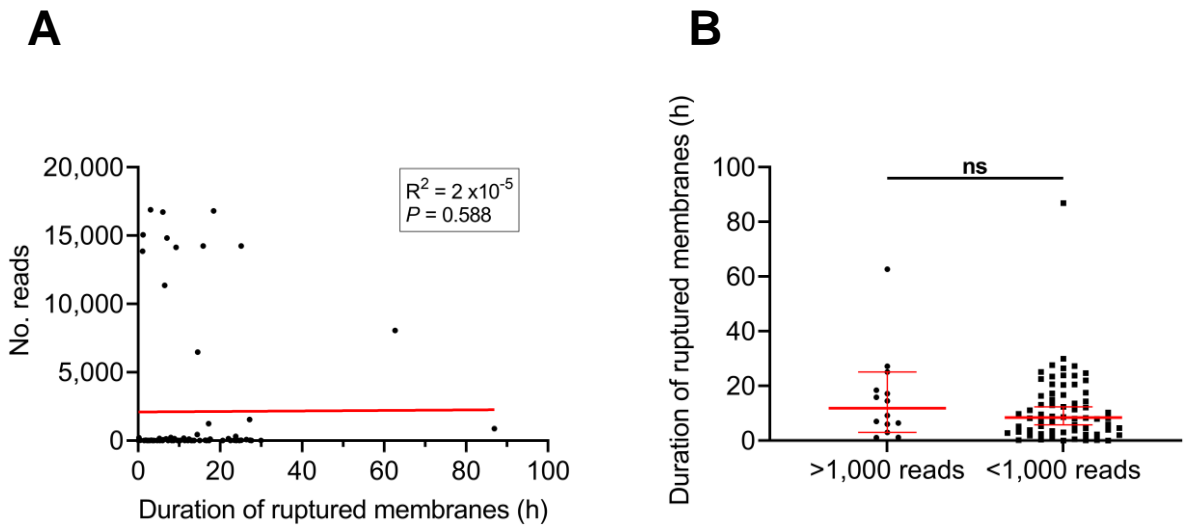 A
B
No. reads
20,000
15,000
10,000
5,000
0
R² = 2 x10⁻⁵
P = 0.588
0 20 40 60 80 100
Duration of ruptured membranes (h)
Duration of ruptured membranes (h)
ns
100
80
60
40
20
0
>1,000 reads <1,000 reads